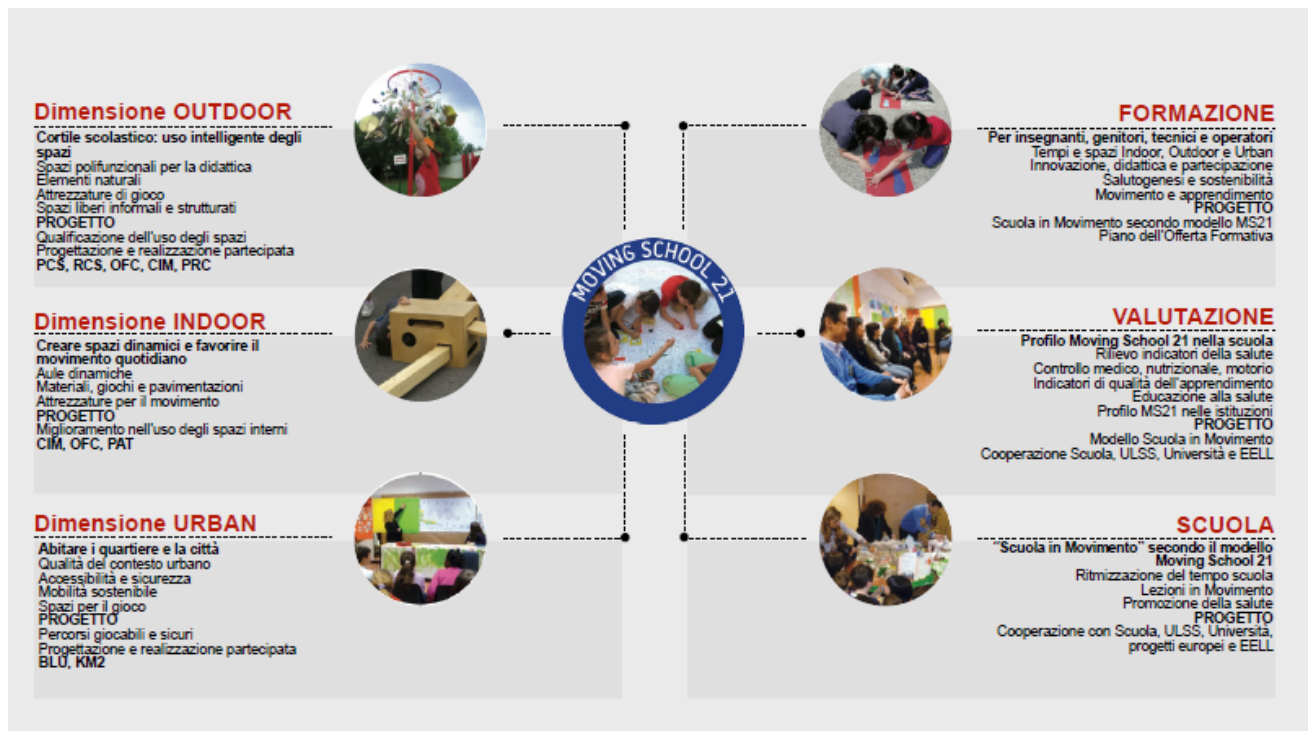 Dimensione OUTDOOR
Cortile scolastico: uso intelligente degli
spazi
Spazi polifunzionali per la didattica
Elementi naturali
Attrezzature di gioco
Spazi liberi informali e strutturati
PROGETTO
Qualificazione dell'uso degli spazi
Progettazione e realizzazione partecipata
PCS, RCS, OFC, CIM, PRC
Dimensione INDOOR
Creare spazi dinamici e favorire il
movimento quotidiano
Aule dinamiche
Materiali, giochi e pavimentazioni
Attrezzature per il movimento
PROGETTO
Miglioramento nell'uso degli spazi interni
CIM, OFC, PAT
Dimensione URBAN
Abitare i quartiere e la città
Qualità del contesto urbano
Accessibilità e sicurezza
Mobilità sostenibile
Spazi per il gioco
PROGETTO
Percorsi giocabili e sicuri
Progettazione e realizzazione partecipata
BLU, KM2
MOVING SCHOOL 21
FORMAZIONE
Per insegnanti, genitori, tecnici e operatori
Tempi e spazi Indoor, Outdoor e Urban
Innovazione, didattica e partecipazione
Salutogenesi e sostenibilità
Movimento e apprendimento
PROGETTO
Scuola in Movimento secondo modello MS21
Piano dell'Offerta Formativa
VALUTAZIONE
Profilo Moving School 21 nella scuola
Rilievo indicatori della salute
Controllo medico, nutrizionale, motorio
Indicatori di qualità dell'apprendimento
Educazione alla salute
Profilo MS21 nelle istituzioni
PROGETTO
Modello Scuola in Movimento
Cooperazione Scuola, ULSS, Università e EELL
SCUOLA
"Scuola in Movimento" secondo il modello
Moving School 21
Ritmizzazione del tempo scuola
Lezioni in Movimento
Promozione della salute
PROGETTO
Cooperazione con Scuola, ULSS, Università,
progetti europei e EELL